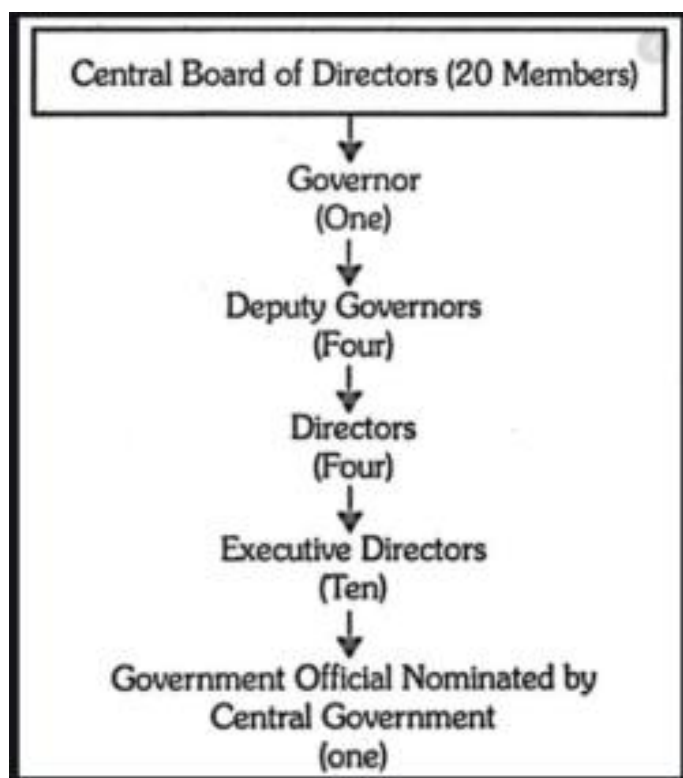 Central Board of Directors (20 Members)
Governor
(One)
Deputy Governors
(Four)
Directors
(Four)
Executive Directors
(Ten)
Government Official Nominated by
Central Government
(one)